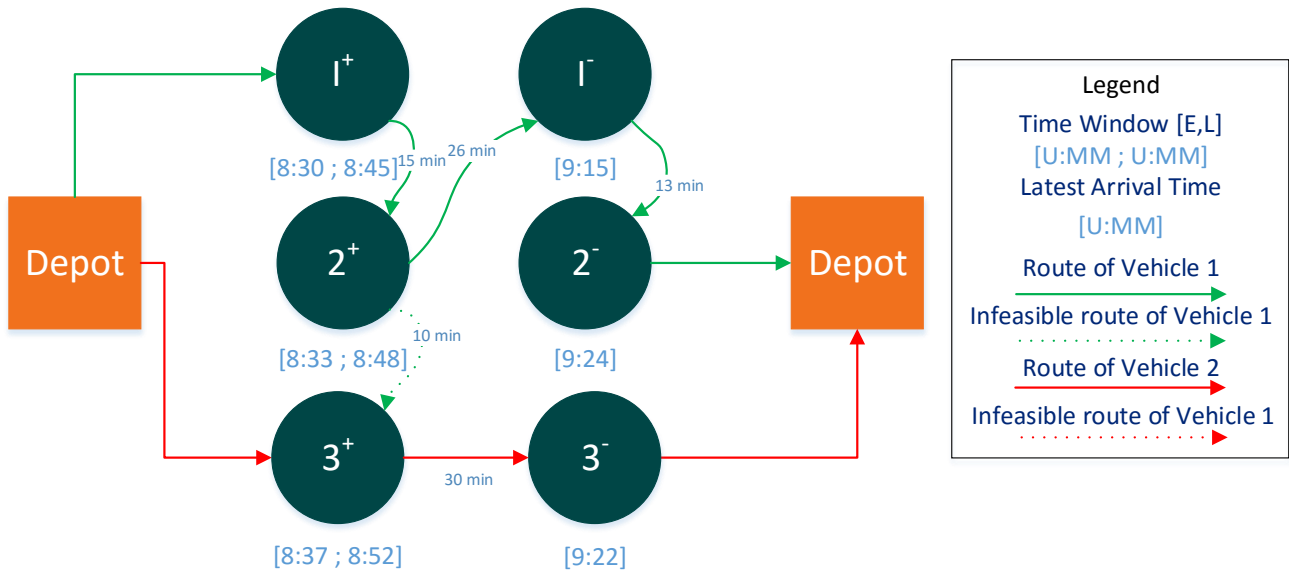 I+
I-
[8:30 ; 8:45]
15 min
26 min
[9:15]
13 min
Depot
2+
2-
Depot
[8:33 ; 8:48]
10 min
[9:24]
3+
30 min
3-
[8:37 ; 8:52]
[9:22]
Legend
Time Window [E,L]
[U:MM ; U:MM]
Latest Arrival Time
[U:MM]
Route of Vehicle 1
Infeasible route of Vehicle 1
Route of Vehicle 2
Infeasible route of Vehicle 1